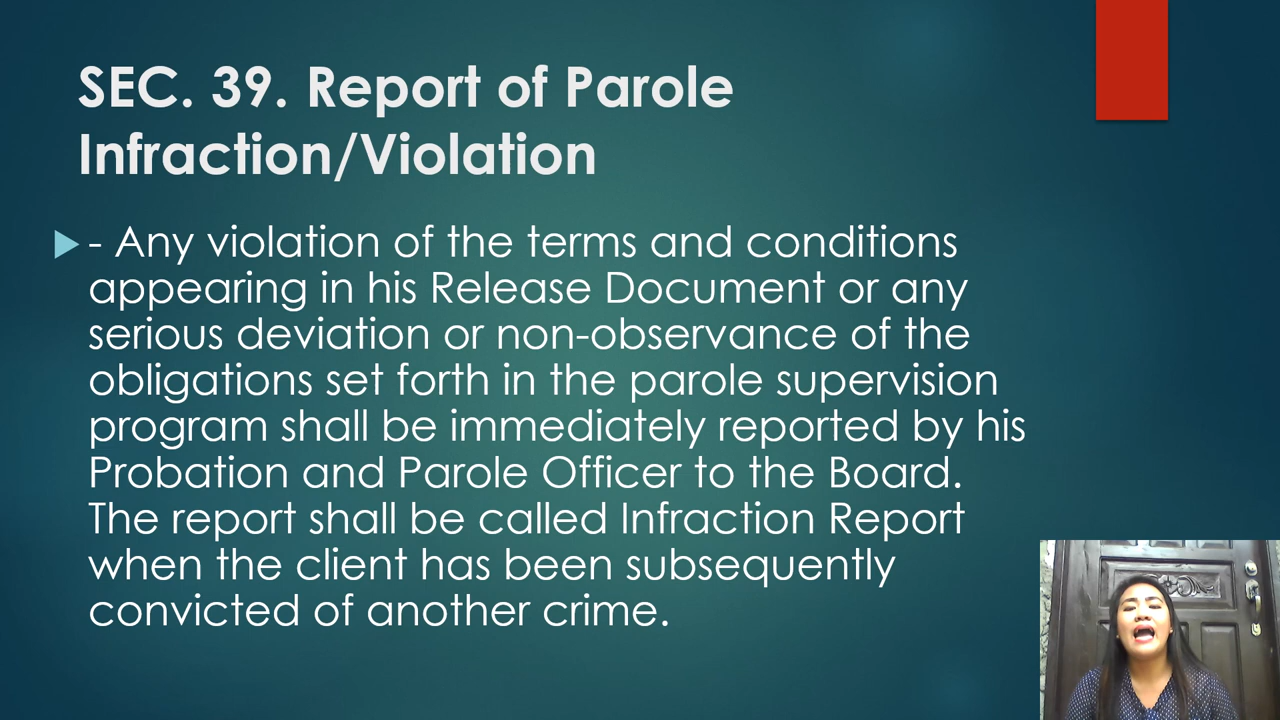 SEC. 39. Report of Parole
Infraction/Violation
- Any violation of the terms and conditions
appearing in his Release Document or any
serious deviation or non-observance of the
obligations set forth in the parole supervision
program shall be immediately reported by his
Probation and Parole Officer to the Board.
The report shall be called Infraction Report
when the client has been subsequently
convicted of another crime.